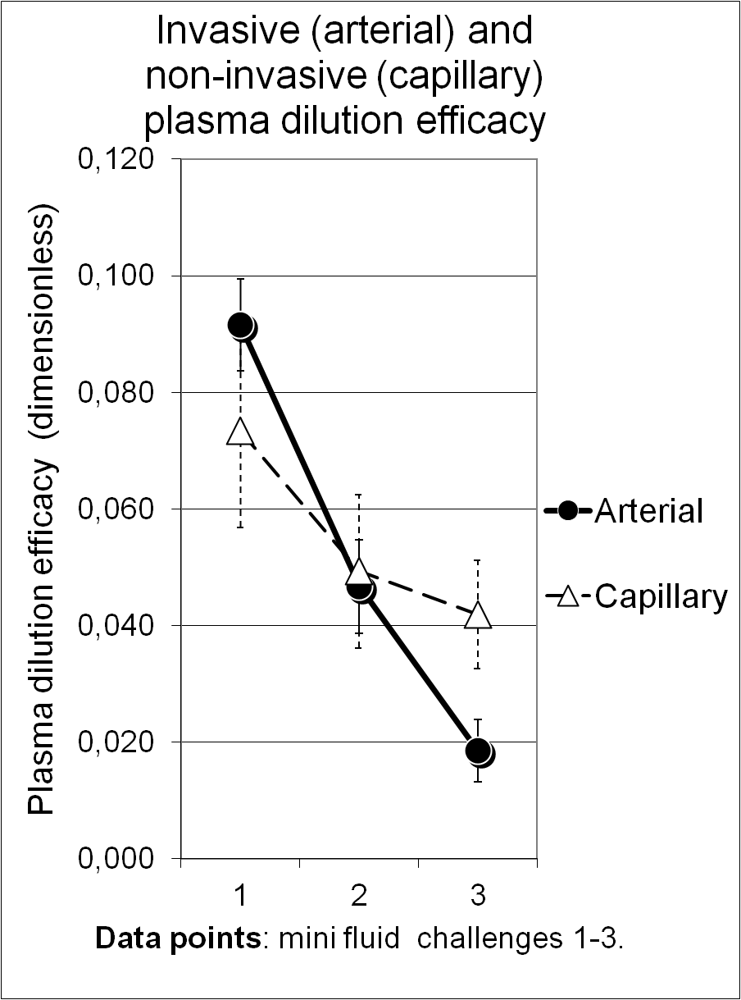 Invasive (arterial) and
non-invasive (capillary)
plasma dilution efficacy
0,120
0,100
0,080
0,060
0,040
0,020
0,000
Plasma dilution efficacy (dimensionless)
1 2 3
Data points: mini fluid challenges 1-3.
Arterial
Capillary